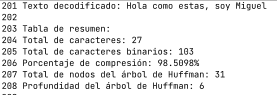 201 Texto decodificado: Hola como estas, soy Miguel
202
203 Tabla de resumen:
204 Total de caracteres: 27
205 Total de caracteres binarios: 103
206 Porcentaje de compresión: 98.5098%
207 Total de nodos del árbol de Huffman: 31
208 Profundidad del árbol de Huffman: 6